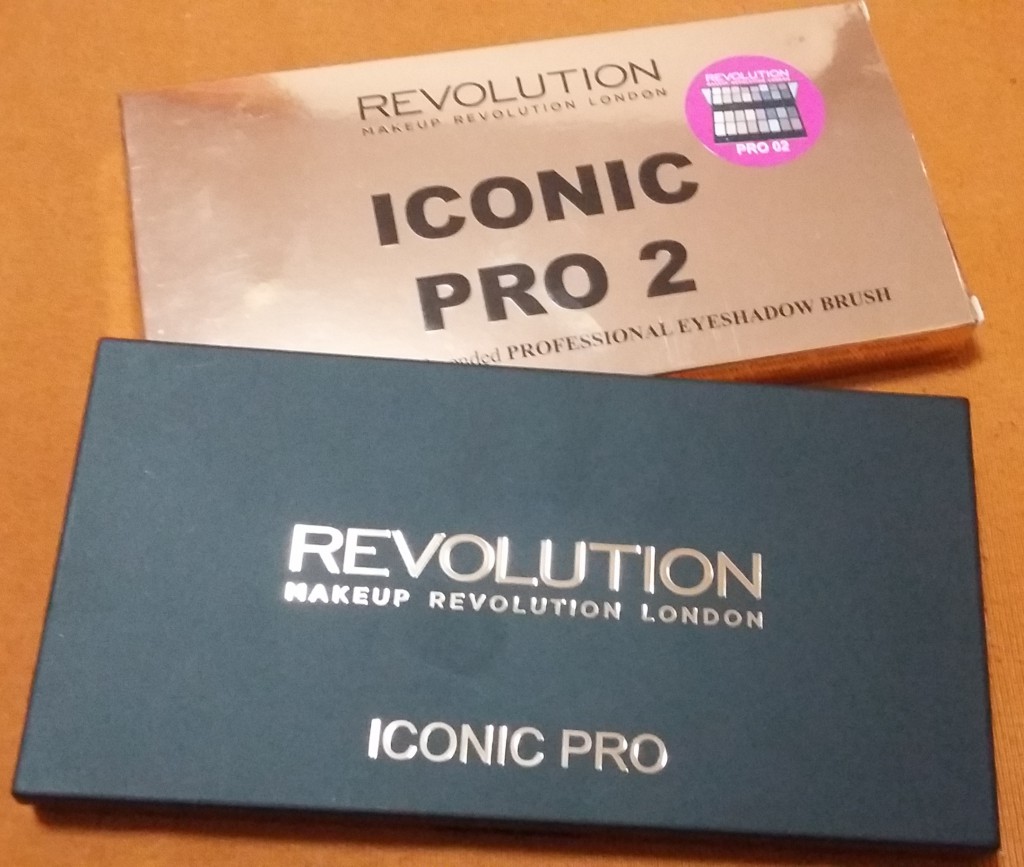 REVOLUTION
MAKEUP REVOLUTION LONDON
REVOLUTION
PRO 02
ICONIC
PRO 2
PROFESSIONAL EYESHADOW BRUSH
REVOLUTION
MAKEUP REVOLUTION LONDON
ICONIC PRO